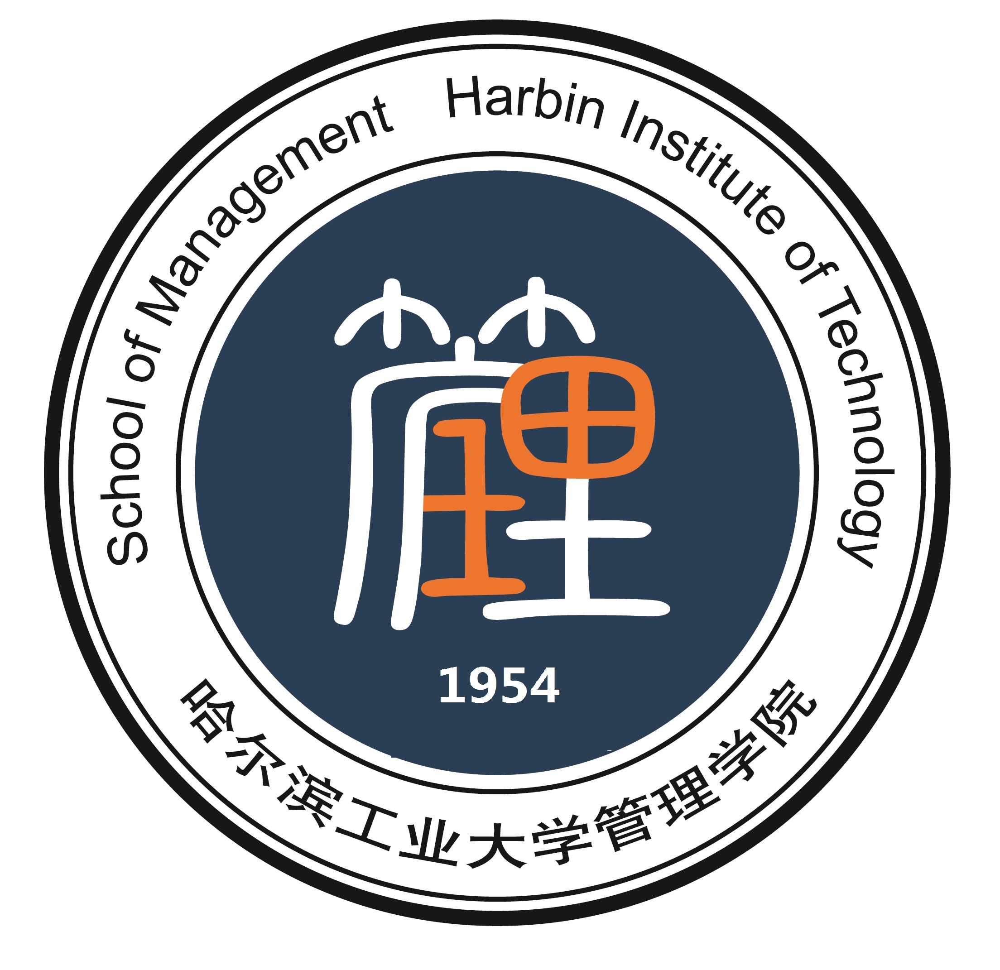 School of Management Harbin Institute of Technology
1954
哈尔滨工业大学管理学院